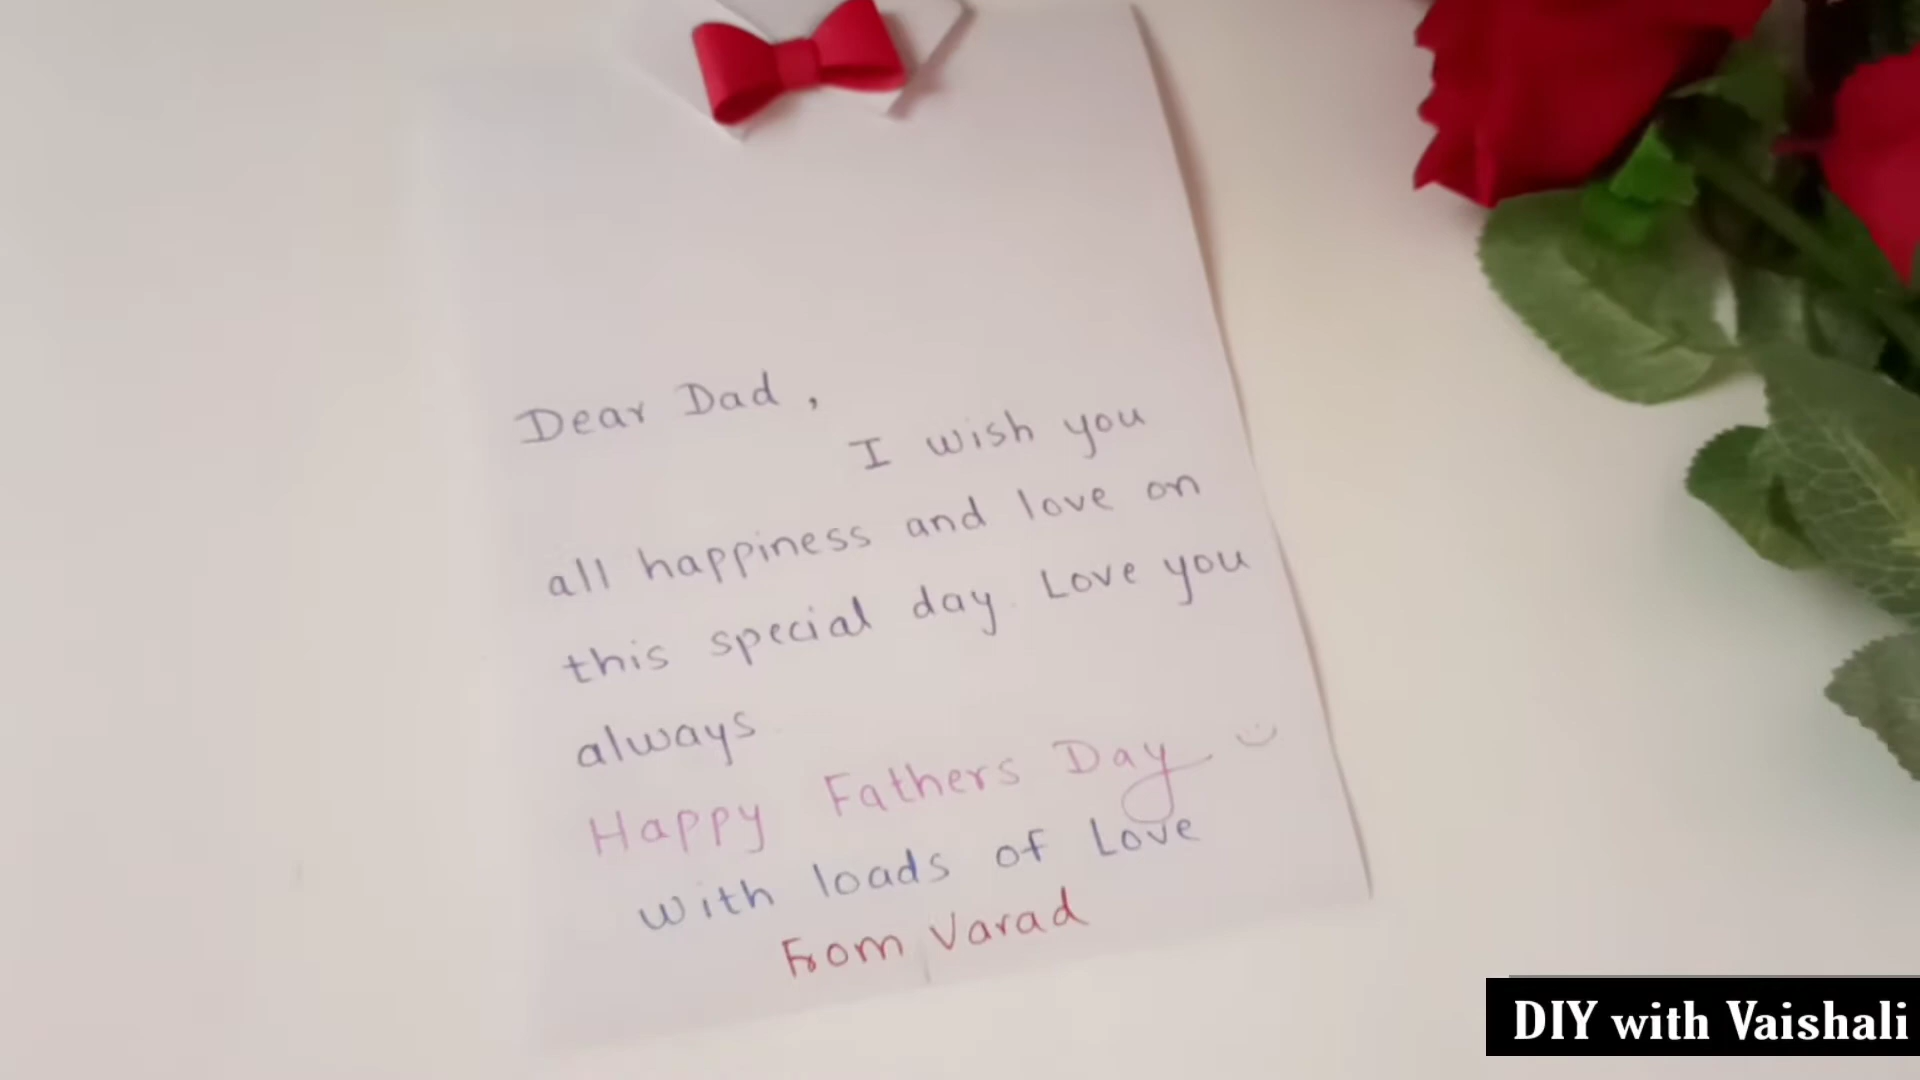 Dear Dad,
I wish you
all happiness and love on
this special day. Love you
always
Happy Fathers Day
With loads of Love
From Varad
DIY with Vaishali